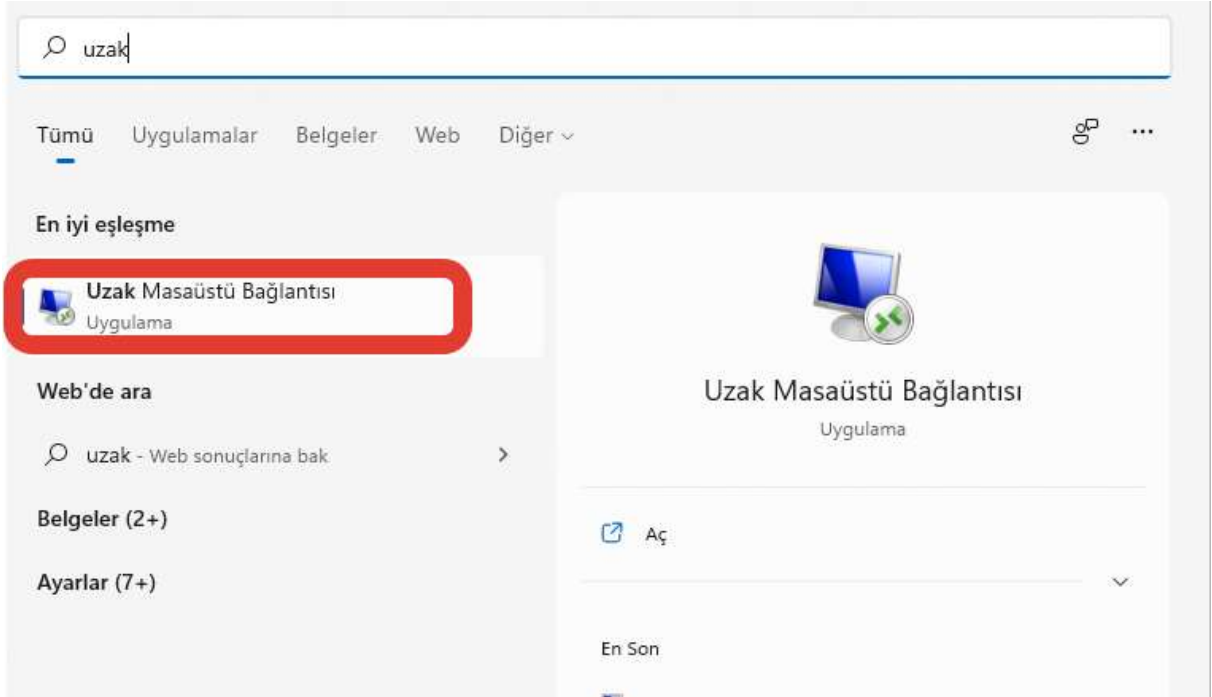 uzak
Tümü Uygulamalar Belgeler Web Diğer
En iyi eşleşme
Uzak Masaüstü Bağlantısı
Uygulama
Web'de ara
uzak - Web sonuçlarına bak
Belgeler (2+)
Ayarlar (7+)
Uzak Masaüstü Bağlantısı
Uygulama
Aç
En Son